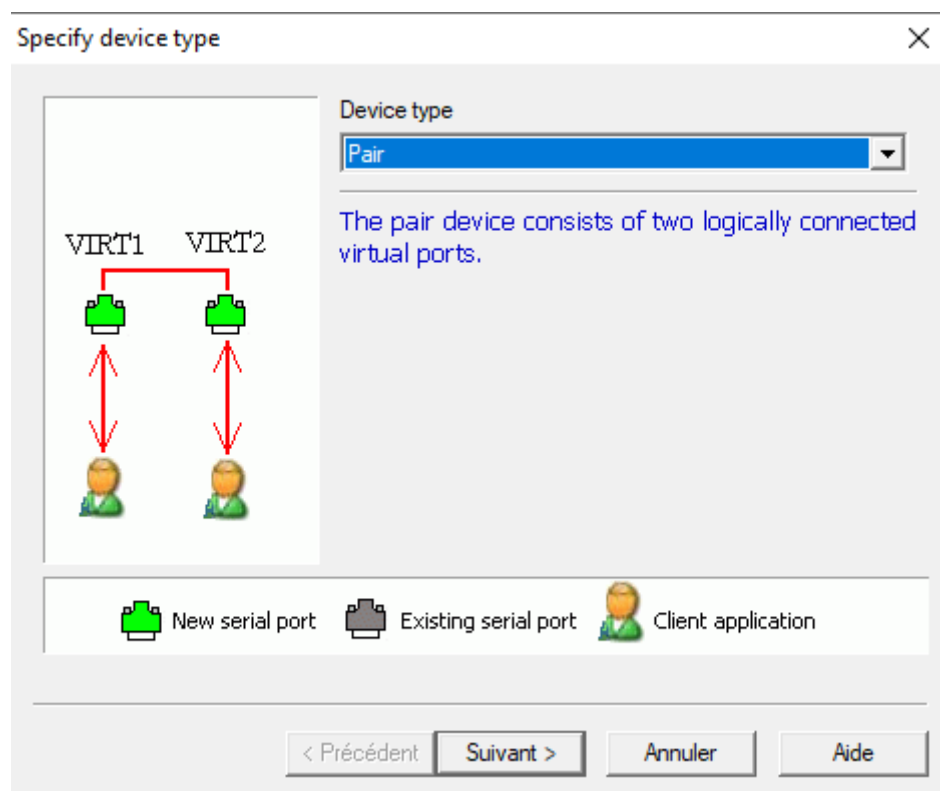 Specify device type
Device type
Pair
The pair device consists of two logically connected
virtual ports.
VIRT1 VIRT2
New serial port Existing serial port Client application
< Précédent Suivant > Annuler Aide